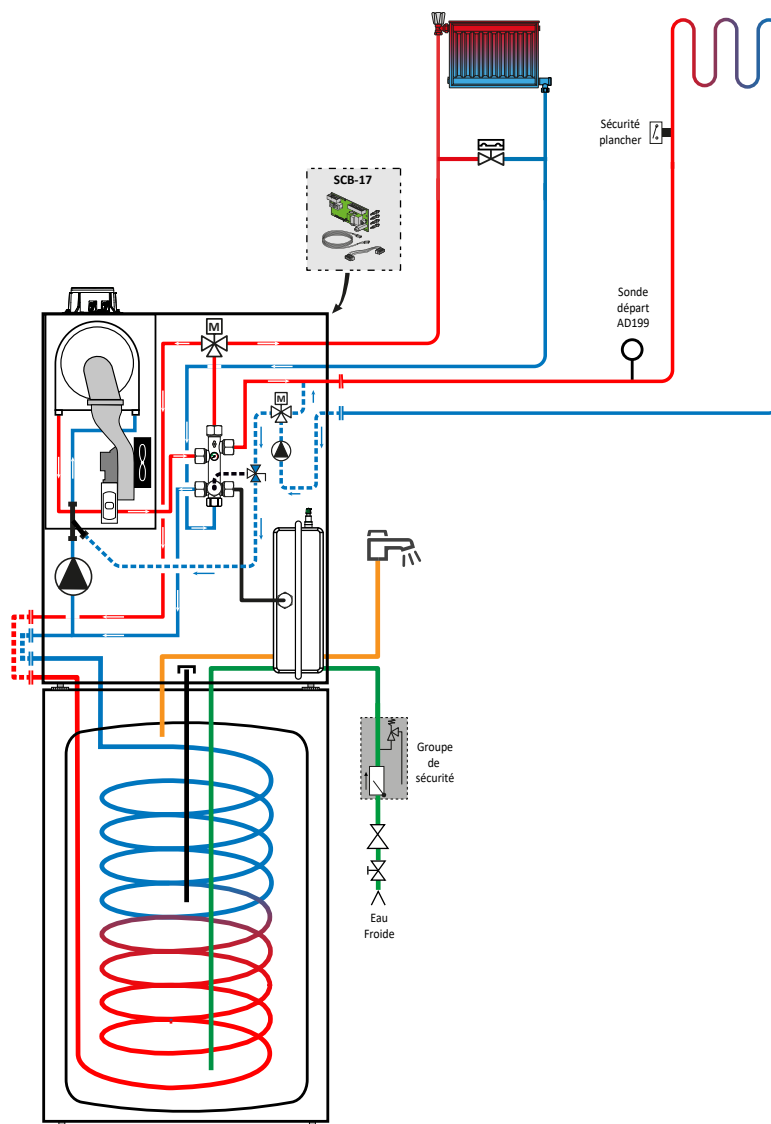 Sécurité
plancher
SCB-17
Sonde
départ
AD199
M
M
Groupe
de
sécurité
Eau
Froide